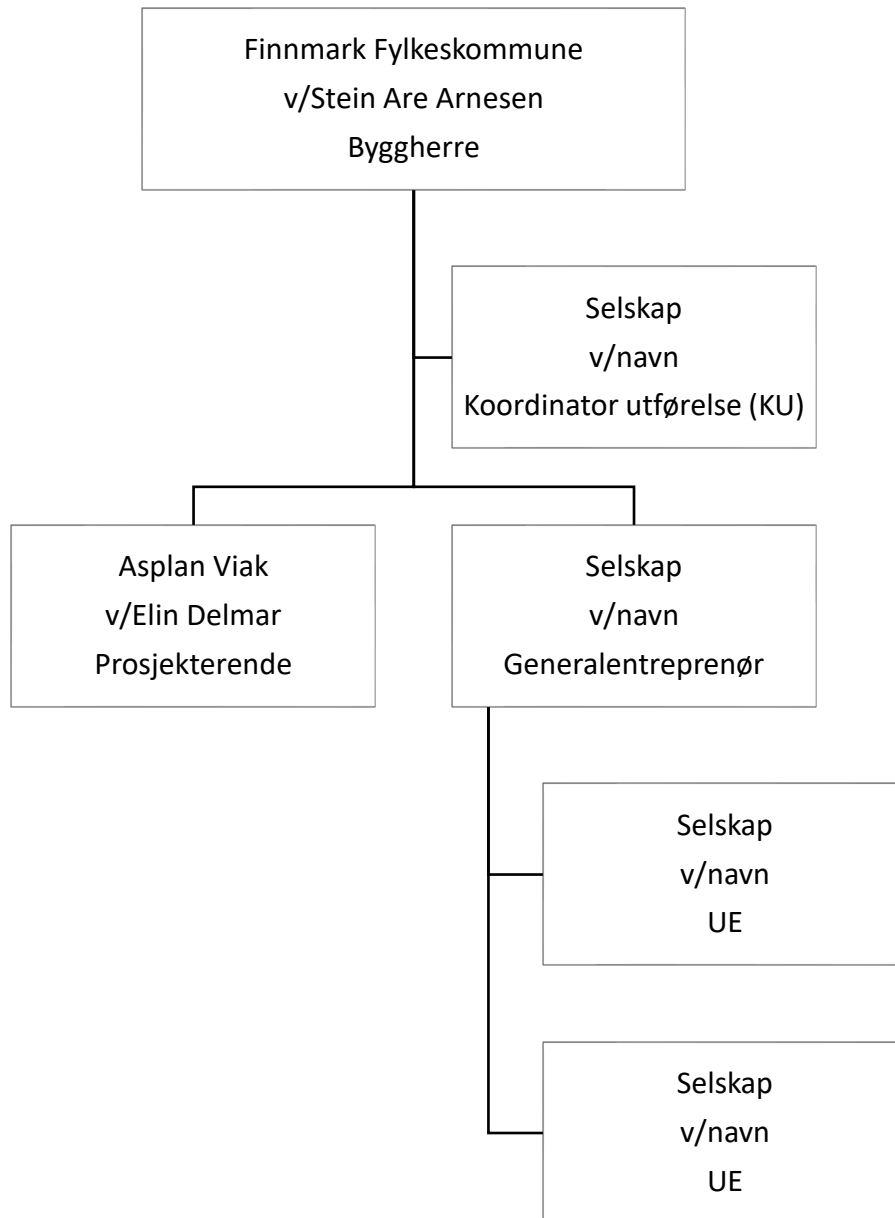 Finnmark Fylkeskommune
v/Stein Are Arnesen
Byggherre
Selskap
v/navn
Koordinator utførelse (KU)
Asplan Viak
v/Elin Delmar
Prosjekterende
Selskap
v/navn
Generalentreprenør
Selskap
v/navn
UE
Selskap
v/navn
UE